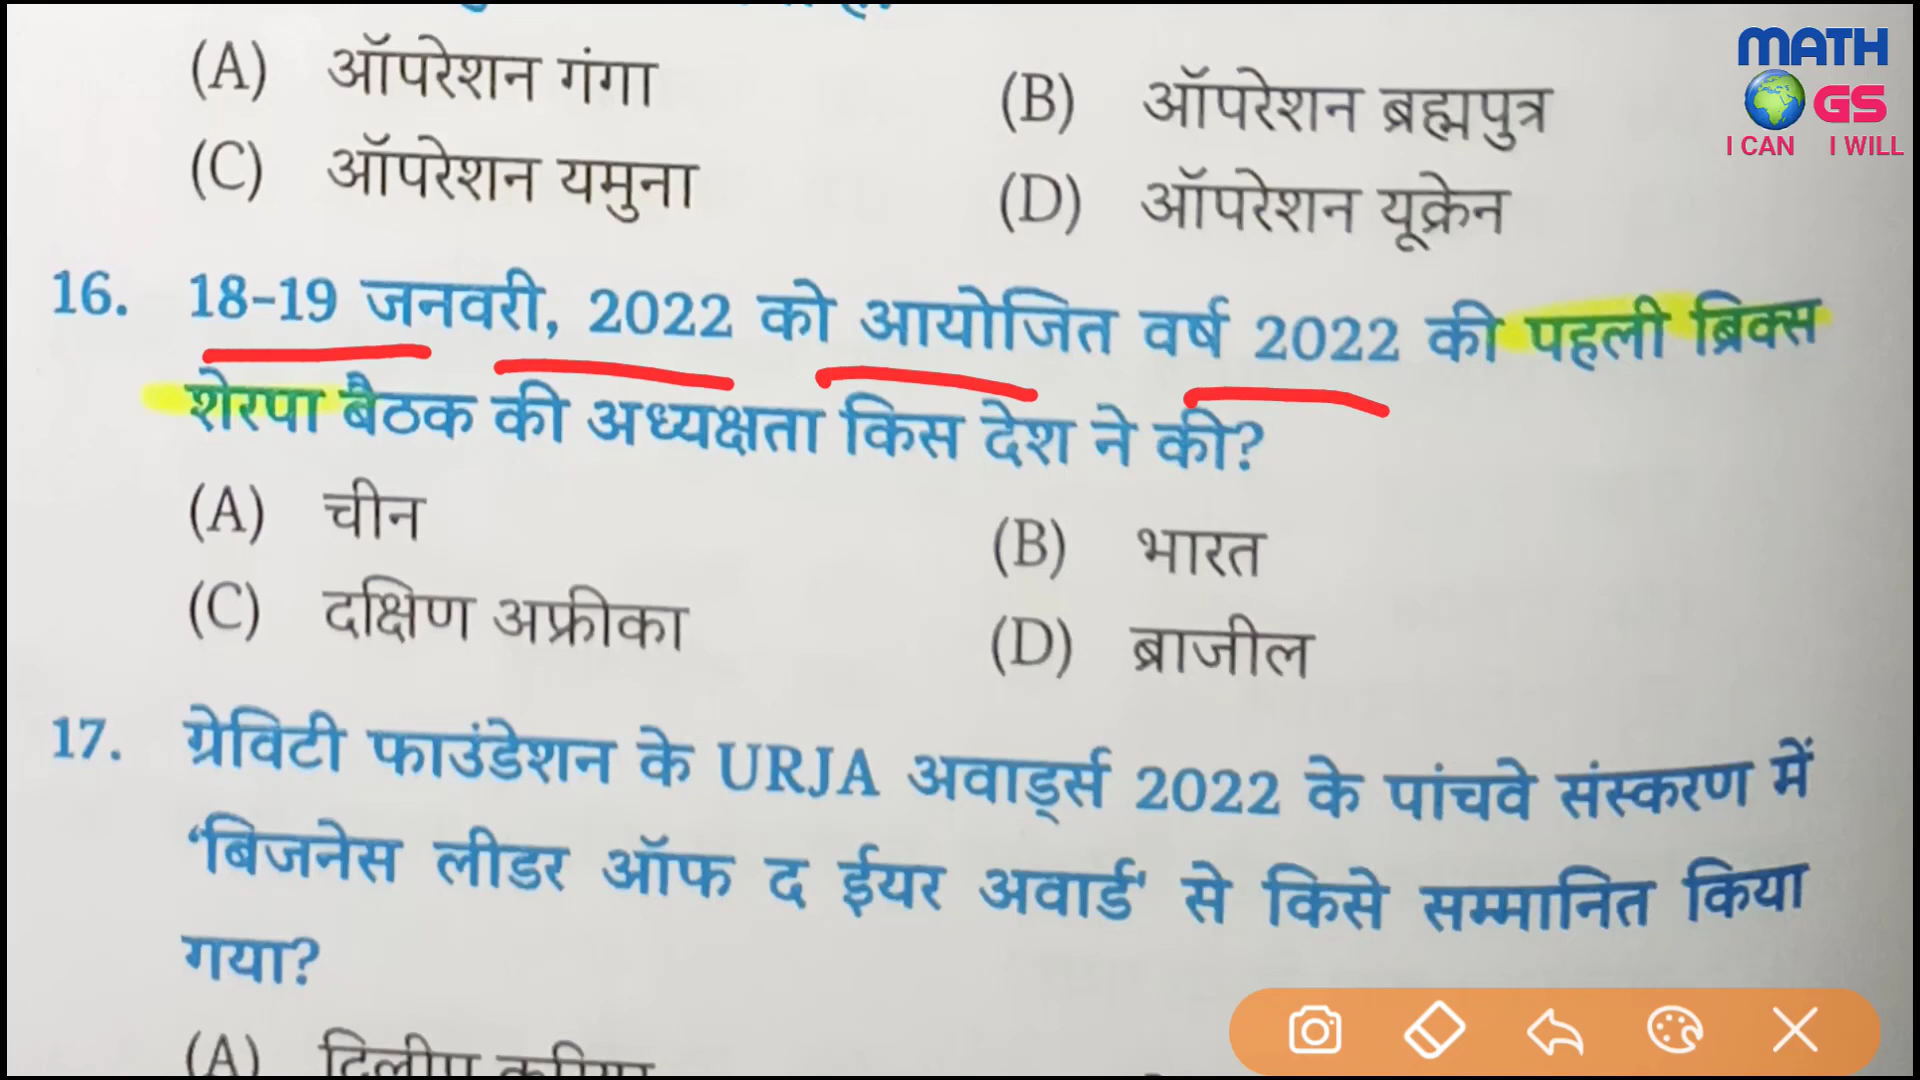 MATH
GS
I CAN I WILL
(A) ऑपरेशन गंगा (B) ऑपरेशन ब्रह्मपुत्र
(C) ऑपरेशन यमुना (D) ऑपरेशन यूक्रेन
16. 18-19 जनवरी, 2022 को आयोजित वर्ष 2022 की पहली ब्रिक्स
शेरपा बैठक की अध्यक्षता किस देश ने की?
(A) चीन (B) भारत
(C) दक्षिण अफ्रीका (D) ब्राजील
17. ग्रेविटी फाउंडेशन के URJA अवार्ड्स 2022 के पांचवे संस्करण में
‘बिजनेस लीडर ऑफ द ईयर अवार्ड' से किसे सम्मानित किया
गया?
(A)